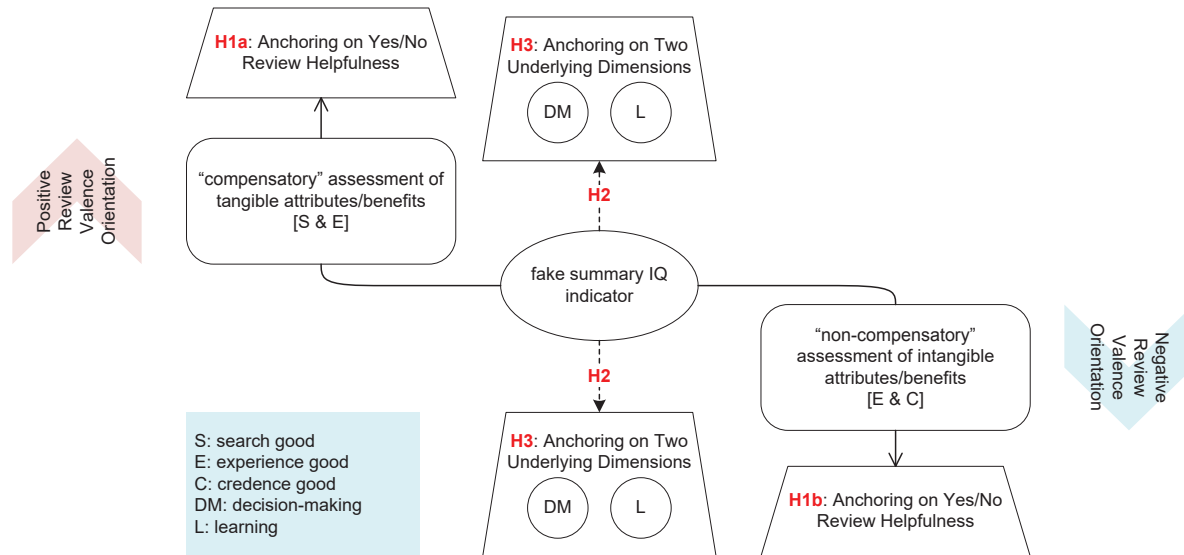 H1a: Anchoring on Yes/No
Review Helpfulness
H3: Anchoring on Two
Underlying Dimensions
DM
L
Positive
Review
Valence
Orientation
“compensatory” assessment of
tangible attributes/benefits
[S & E]
H2
fake summary IQ
indicator
“non-compensatory”
assessment of intangible
attributes/benefits
[E & C]
Negative
Review
Valence
Orientation
H2
S: search good
E: experience good
C: credence good
DM: decision-making
L: learning
H3: Anchoring on Two
Underlying Dimensions
DM
L
H1b: Anchoring on Yes/No
Review Helpfulness